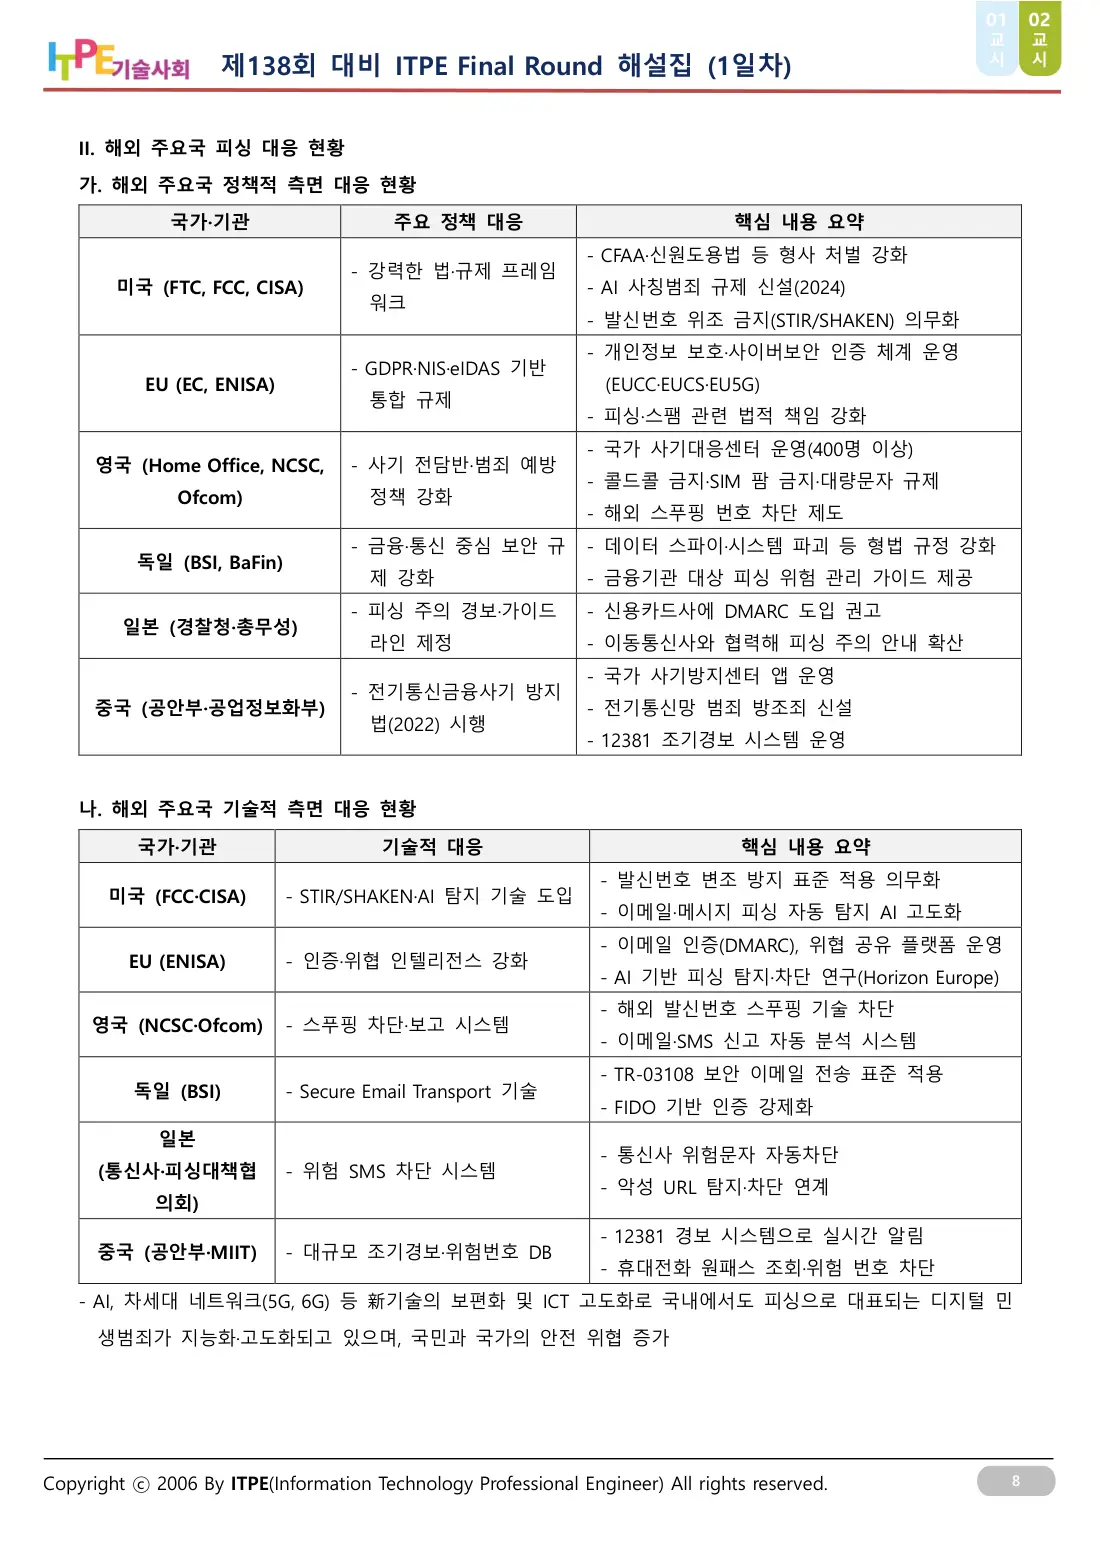 01
교
시
02
교
시
ITPE기술사회 제138회 대비 ITPE Final Round 해설집 (1일차)
II. 해외 주요국 피싱 대응 현황
가. 해외 주요국 정책적 측면 대응 현황
국가·기관 주요 정책 대응 핵심 내용 요약
미국 (FTC, FCC, CISA)
- 강력한 법·규제 프레임
워크
- CFAA·신원도용법 등 형사 처벌 강화
- AI 사칭범죄 규제 신설(2024)
- 발신번호 위조 금지(STIR/SHAKEN) 의무화
EU (EC, ENISA)
- GDPR·NIS·eIDAS 기반
통합 규제
- 개인정보 보호·사이버보안 인증 체계 운영
(EUCC·EUCS·EU5G)
- 피싱·스팸 관련 법적 책임 강화
영국 (Home Office, NCSC,
Ofcom)
- 사기 전담반·범죄 예방
정책 강화
- 국가 사기대응센터 운영(400명 이상)
- 콜드콜 금지·SIM 팜 금지·대량문자 규제
- 해외 스푸핑 번호 차단 제도
독일 (BSI, BaFin)
- 금융·통신 중심 보안 규
제 강화
- 데이터 스파이·시스템 파괴 등 형법 규정 강화
- 금융기관 대상 피싱 위험 관리 가이드 제공
일본 (경찰청·총무성)
- 피싱 주의 경보·가이드
라인 제정
- 신용카드사에 DMARC 도입 권고
- 이동통신사와 협력해 피싱 주의 안내 확산
중국 (공안부·공업정보화부)
- 전기통신금융사기 방지
법(2022) 시행
- 국가 사기방지센터 앱 운영
- 전기통신망 범죄 방조죄 신설
- 12381 조기경보 시스템 운영
나. 해외 주요국 기술적 측면 대응 현황
국가·기관 기술적 대응 핵심 내용 요약
미국 (FCC·CISA)
- STIR/SHAKEN·AI 탐지 기술 도입
- 발신번호 변조 방지 표준 적용 의무화
- 이메일·메시지 피싱 자동 탐지 AI 고도화
EU (ENISA)
- 인증·위협 인텔리전스 강화
- 이메일 인증(DMARC), 위협 공유 플랫폼 운영
- AI 기반 피싱 탐지·차단 연구(Horizon Europe)
영국 (NCSC·Ofcom)
- 스푸핑 차단·보고 시스템
- 해외 발신번호 스푸핑 기술 차단
- 이메일·SMS 신고 자동 분석 시스템
독일 (BSI)
- Secure Email Transport 기술
- TR-03108 보안 이메일 전송 표준 적용
- FIDO 기반 인증 강제화
일본
(통신사·피싱대책협
의회)
- 위험 SMS 차단 시스템
- 통신사 위험문자 자동차단
- 악성 URL 탐지·차단 연계
중국 (공안부·MIIT)
- 대규모 조기경보·위험번호 DB
- 12381 경보 시스템으로 실시간 알림
- 휴대전화 원패스 조회·위험 번호 차단
- AI, 차세대 네트워크(5G, 6G) 등 新기술의 보편화 및 ICT 고도화로 국내에서도 피싱으로 대표되는 디지털 민
생범죄가 지능화·고도화되고 있으며, 국민과 국가의 안전 위협 증가
Copyright ⓒ 2006 By ITPE(Information Technology Professional Engineer) All rights reserved.
8